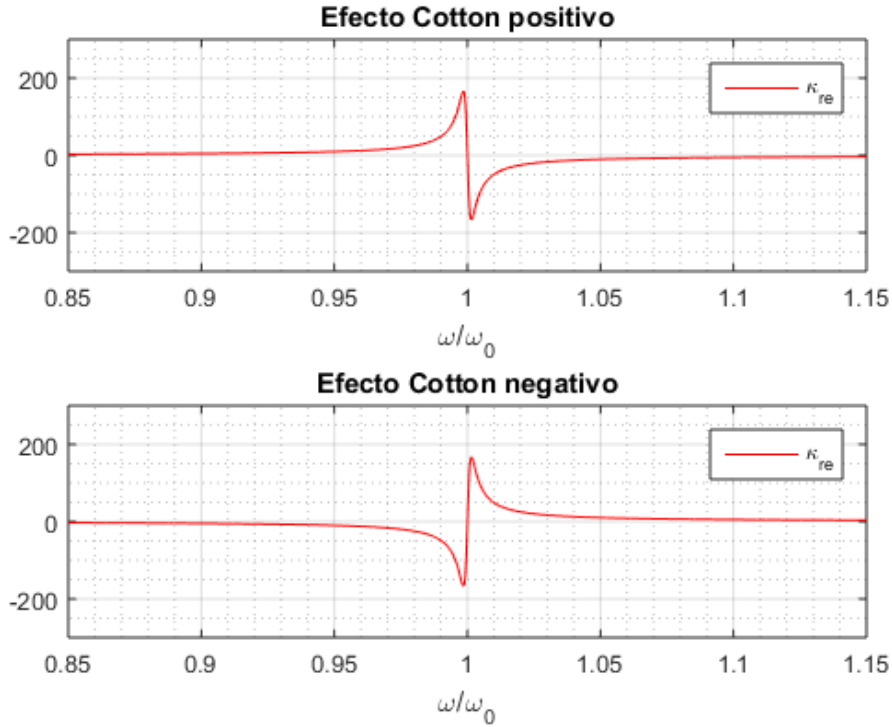 Efecto Cotton positivo
200
0
-200
κre
0.85 0.9 0.95 1 1.05 1.1 1.15
ω/ω0
Efecto Cotton negativo
200
0
-200
κre
0.85 0.9 0.95 1 1.05 1.1 1.15
ω/ω0